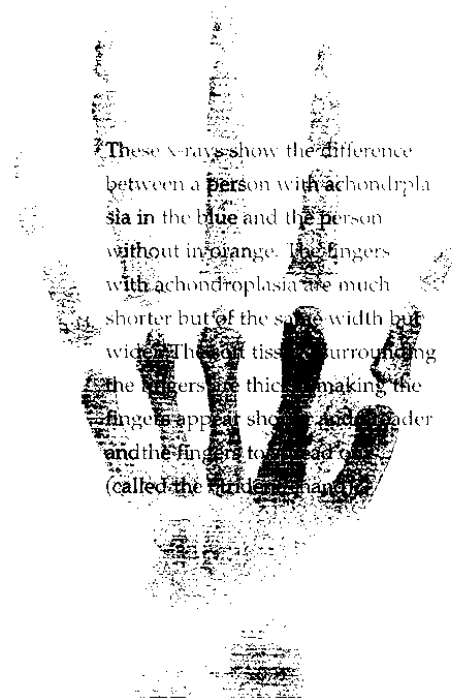 These x-rays show the difference
between a person with achondrpla
sia in the blue and the person
without in orange. The fingers
with achondroplasia are much
shorter but of the same width but
wider. The soft tissue surrounding
the fingers are thick making the
fingers appear shorter and broader
and the fingers to spread out
(called the trident hand